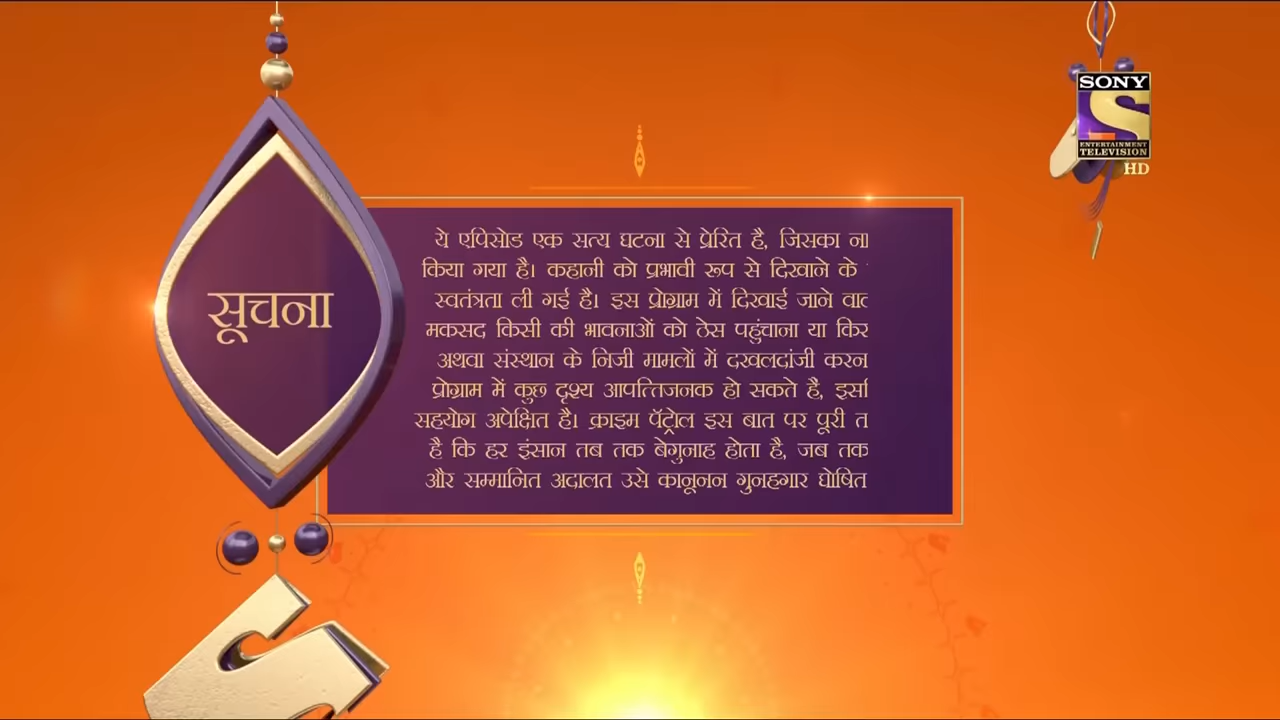 SONY
ENTERTAINMENT
TELEVISION
HD
सूचना
ये एपिसोड एक सत्य घटना से प्रेरित है, जिसका ना
किया गया है। कहानी को प्रभावी रूप से दिखाने के
स्वतंत्रता ली गई है। इस प्रोग्राम में दिखाई जाने
मकसद किसी की भावनाओं को ठेस पहुंचाना या
अथवा संस्थान के निजी मामलों में दखलदांजी करन
प्रोग्राम में कुछ दृश्य आपत्तिजनक हो सकते है,
सहयोग अपेक्षित है। क्राइम पॅट्रोल इस बात पर पूरी त
है कि हर इंसान तब तक बेगुनाह होता है, जब तक
और सम्मानित अदालत उसे कानूनन गुनहगार घोषित